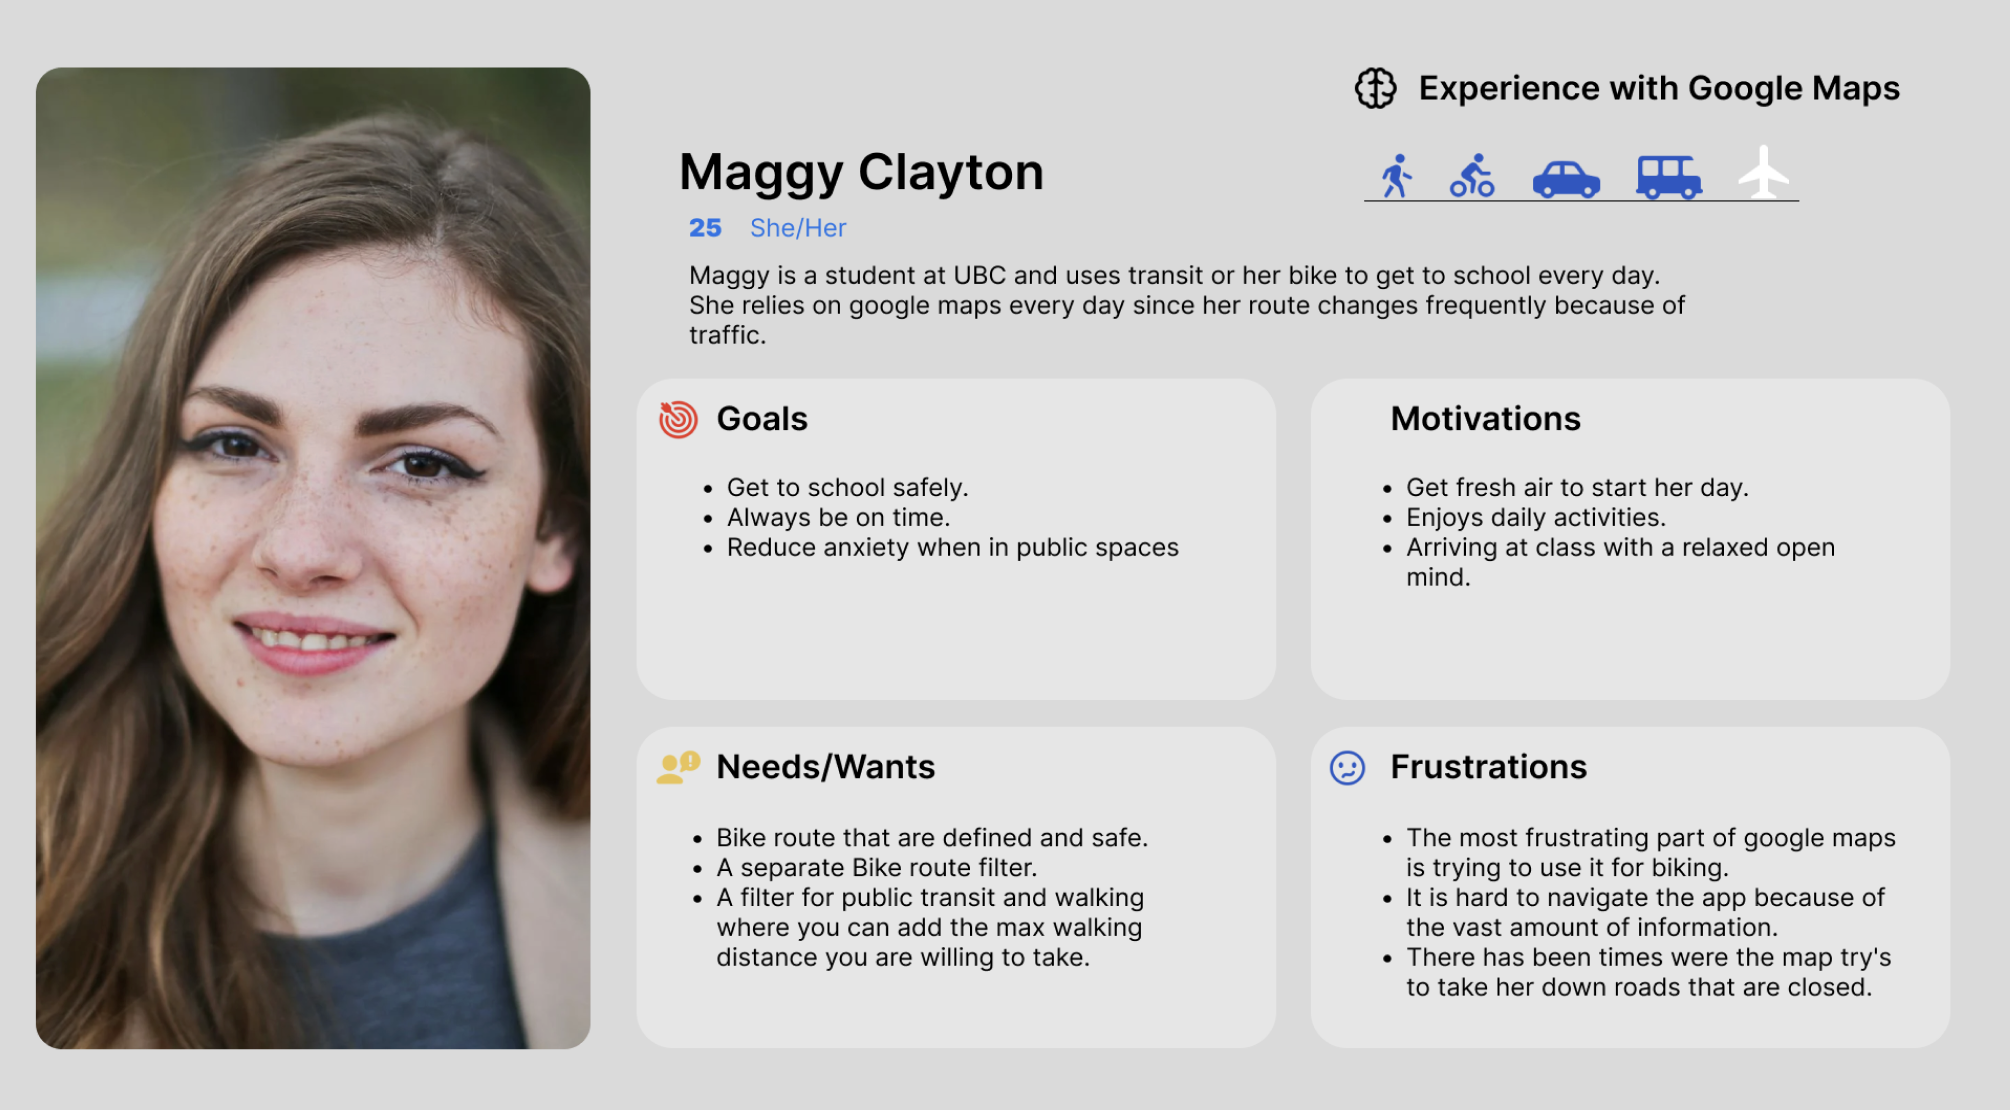 Experience with Google Maps
Maggy Clayton
25 She/Her
Maggy is a student at UBC and uses transit or her bike to get to school every day.
She relies on google maps every day since her route changes frequently because of
traffic.
Goals
• Get to school safely.
• Always be on time.
• Reduce anxiety when in public spaces
Motivations
• Get fresh air to start her day.
• Enjoys daily activities.
• Arriving at class with a relaxed open
mind.
Needs/Wants
• Bike route that are defined and safe.
• A separate Bike route filter.
• A filter for public transit and walking
where you can add the max walking
distance you are willing to take.
Frustrations
• The most frustrating part of google maps
is trying to use it for biking.
• It is hard to navigate the app because of
the vast amount of information.
• There has been times were the map try's
to take her down roads that are closed.